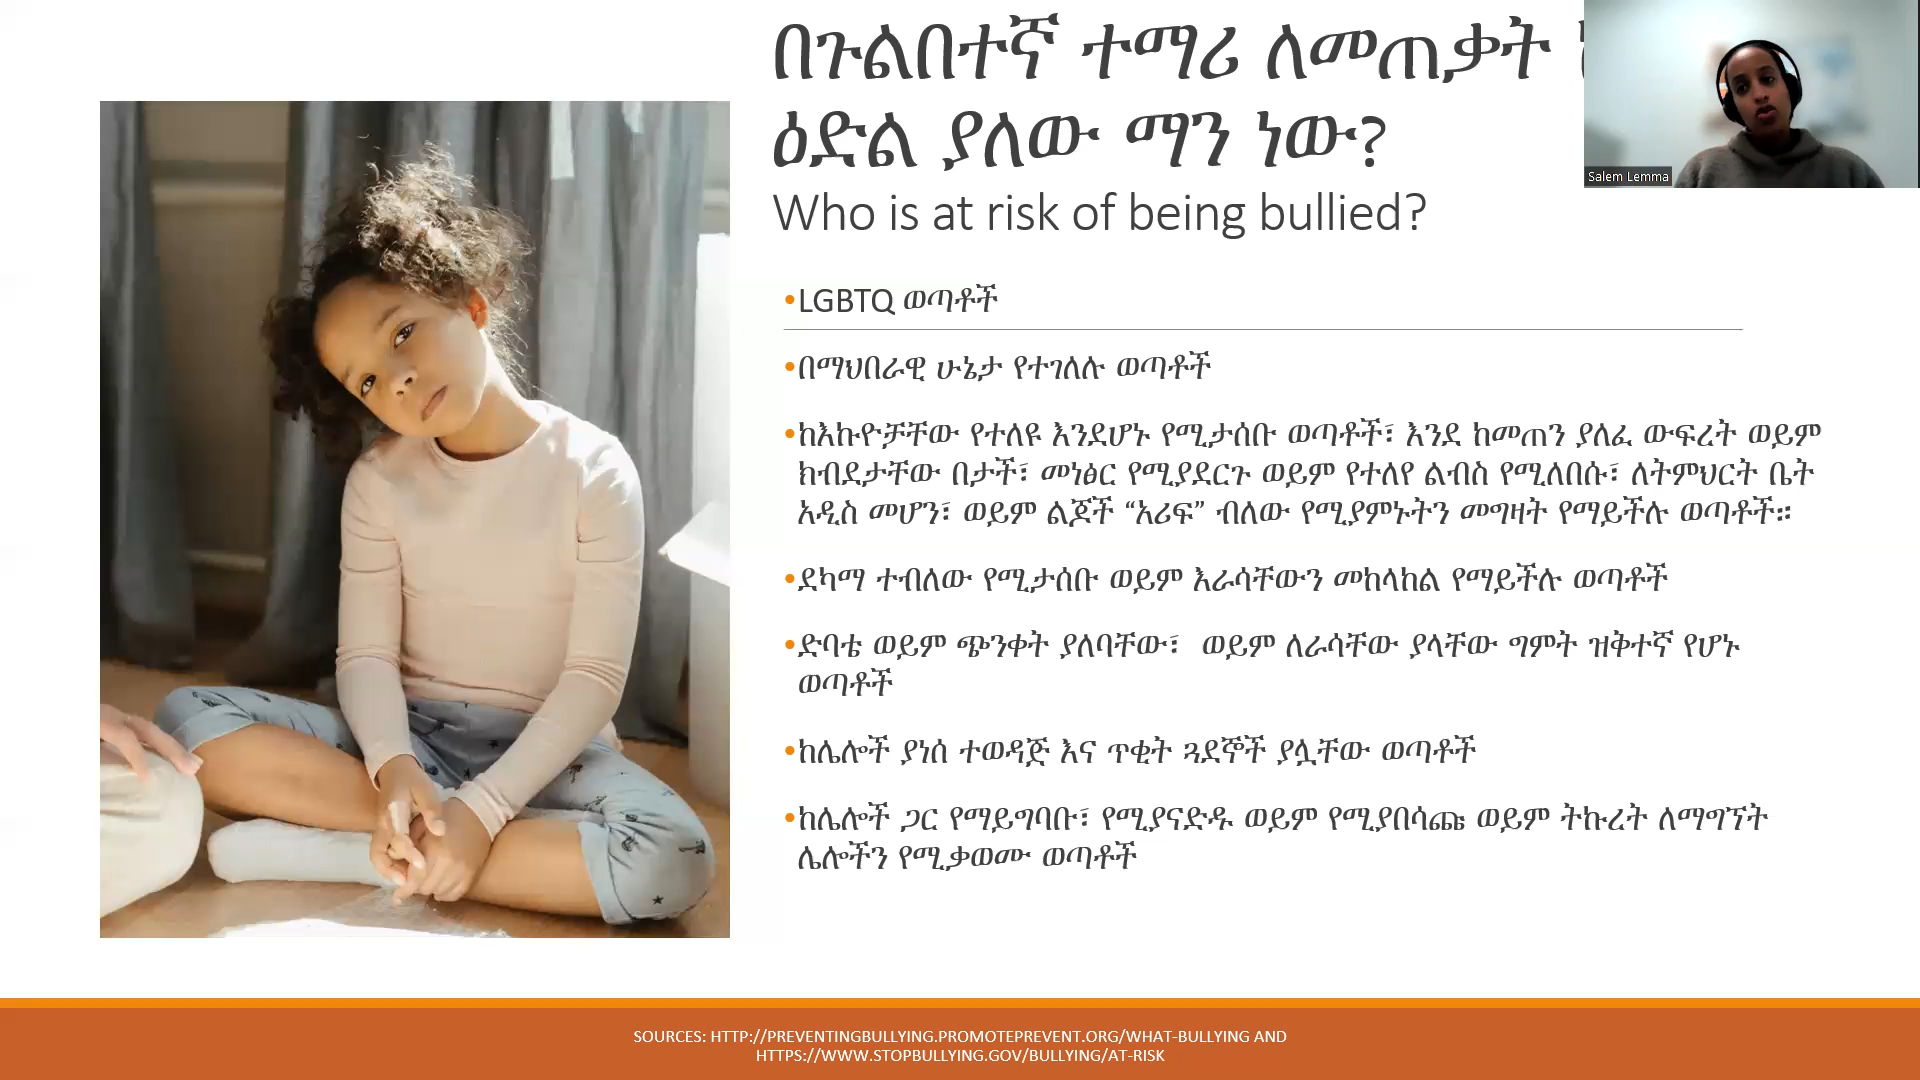 በጉልበተኛ ተማሪ ለመጠቃት
ዕድል ያለው ማን ነው?
Who is at risk of being bullied?
Salem Lemma
•LGBTQ ወጣቶች
•በማህበራዊ ሁኔታ የተገለሉ ወጣቶች
•ከእኩዮቻቸው የተለዩ እንደሆኑ የሚታሰቡ ወጣቶች፣ እንደ ከመጠን ያለፈ ውፍረት ወይም
ክብደታቸው በታች፣ መነፅር የሚያደርጉ ወይም የተለየ ልብስ የሚለበሱ፣ ለትምህርት ቤት
አዲስ መሆን፣ ወይም ልጆች “አሪፍ” ብለው የሚያምኑትን መግዛት የማይችሉ ወጣቶች።
•ደካማ ተብለው የሚታሰቡ ወይም እራሳቸውን መከላከል የማይችሉ ወጣቶች
•ድባቴ ወይም ጭንቀት ያለባቸው፣ ወይም ለራሳቸው ያላቸው ግምት ዝቅተኛ የሆኑ
ወጣቶች
•ከሌሎች ያነሰ ተወዳጅ እና ጥቂት ጓደኞች ያሏቸው ወጣቶች
•ከሌሎች ጋር የማይግባቡ፣ የሚያናድዱ ወይም የሚያበሳጩ ወይም ትኩረት ለማግኘት
ሌሎችን የሚቃወሙ ወጣቶች
SOURCES: HTTP://PREVENTINGBULLYING.PROMOTEPREVENT.ORG/WHAT-BULLYING AND
HTTPS://WWW.STOPBULLYING.GOV/BULLYING/AT-RISK